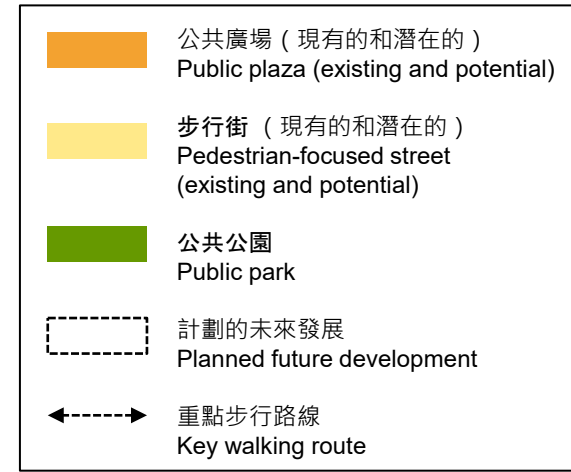 公共廣場（現有的和潛在的）
Public plaza (existing and potential)
步行街 （現有的和潛在的）
Pedestrian-focused street
(existing and potential)
公共公園
Public park
計劃的未來發展
Planned future development
重點步行路線
Key walking route